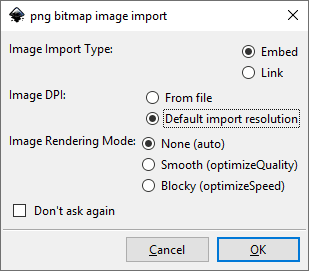 png bitmap image import
Image Import Type:
Embed
Link
Image DPI:
From file
Default import resolution
Image Rendering Mode:
None (auto)
Smooth (optimizeQuality)
Blocky (optimizeSpeed)
Don't ask again
Cancel
OK